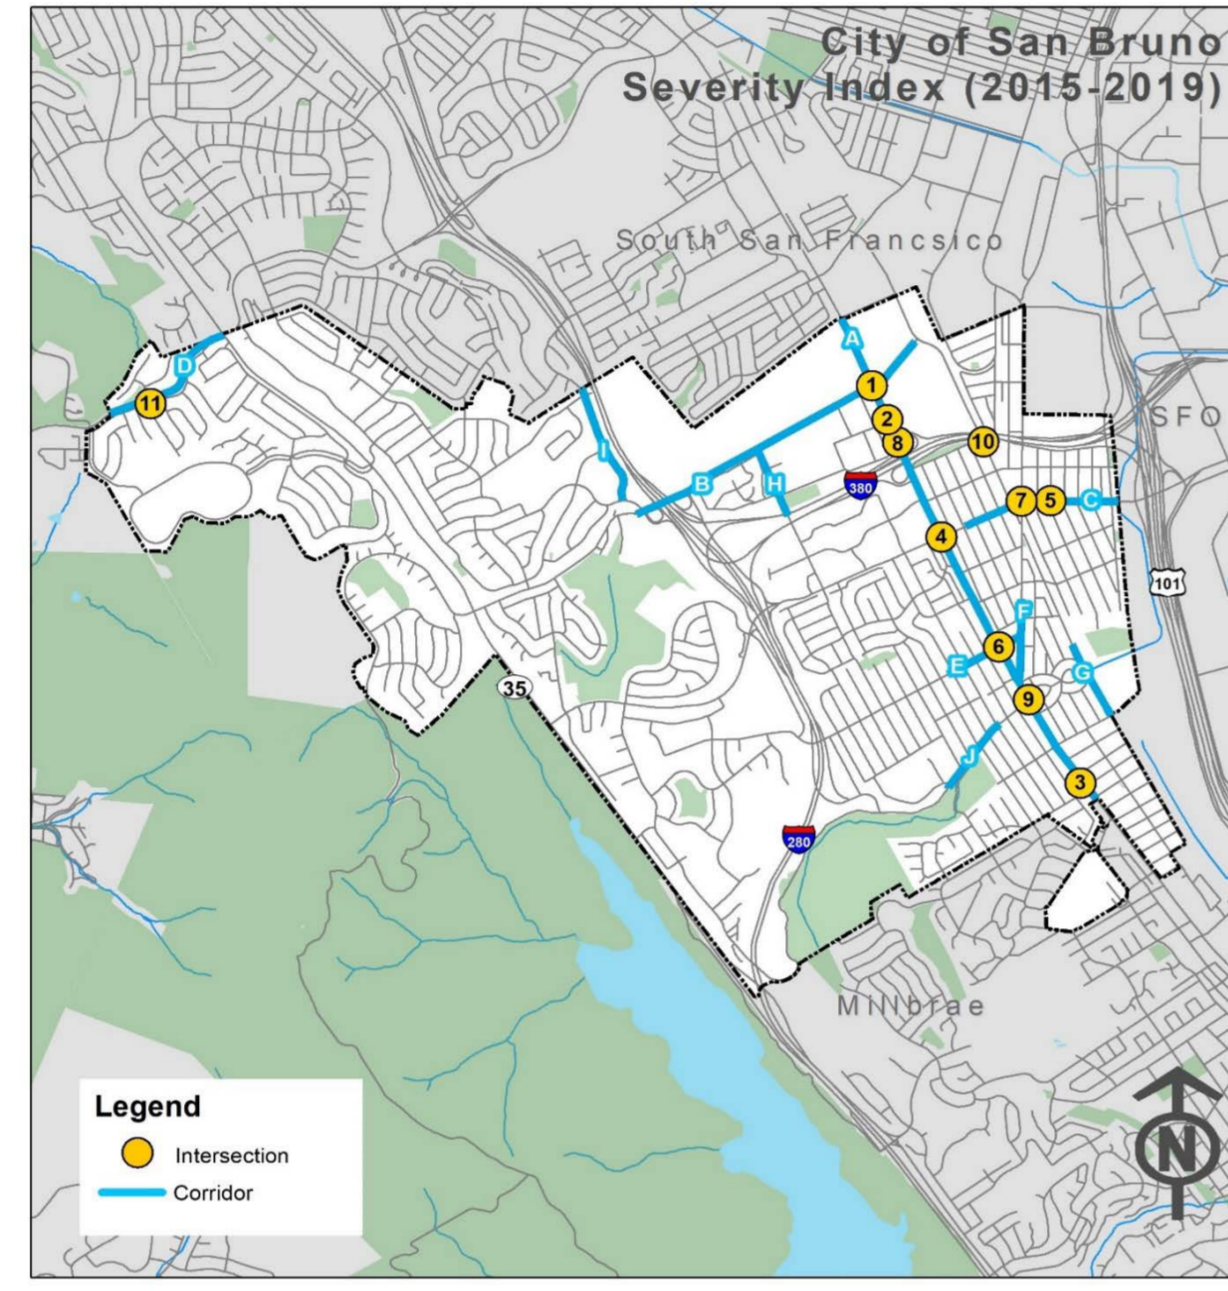 City of San Bruno
Severity Index (2015-2019)
South San Francsico
A
D
1
11
2
SFO
8
10
I
B
H
380
7
5
C
4
101
F
6
E
G
35
9
J
3
280
Millbrae
Legend
Intersection
Corridor
N